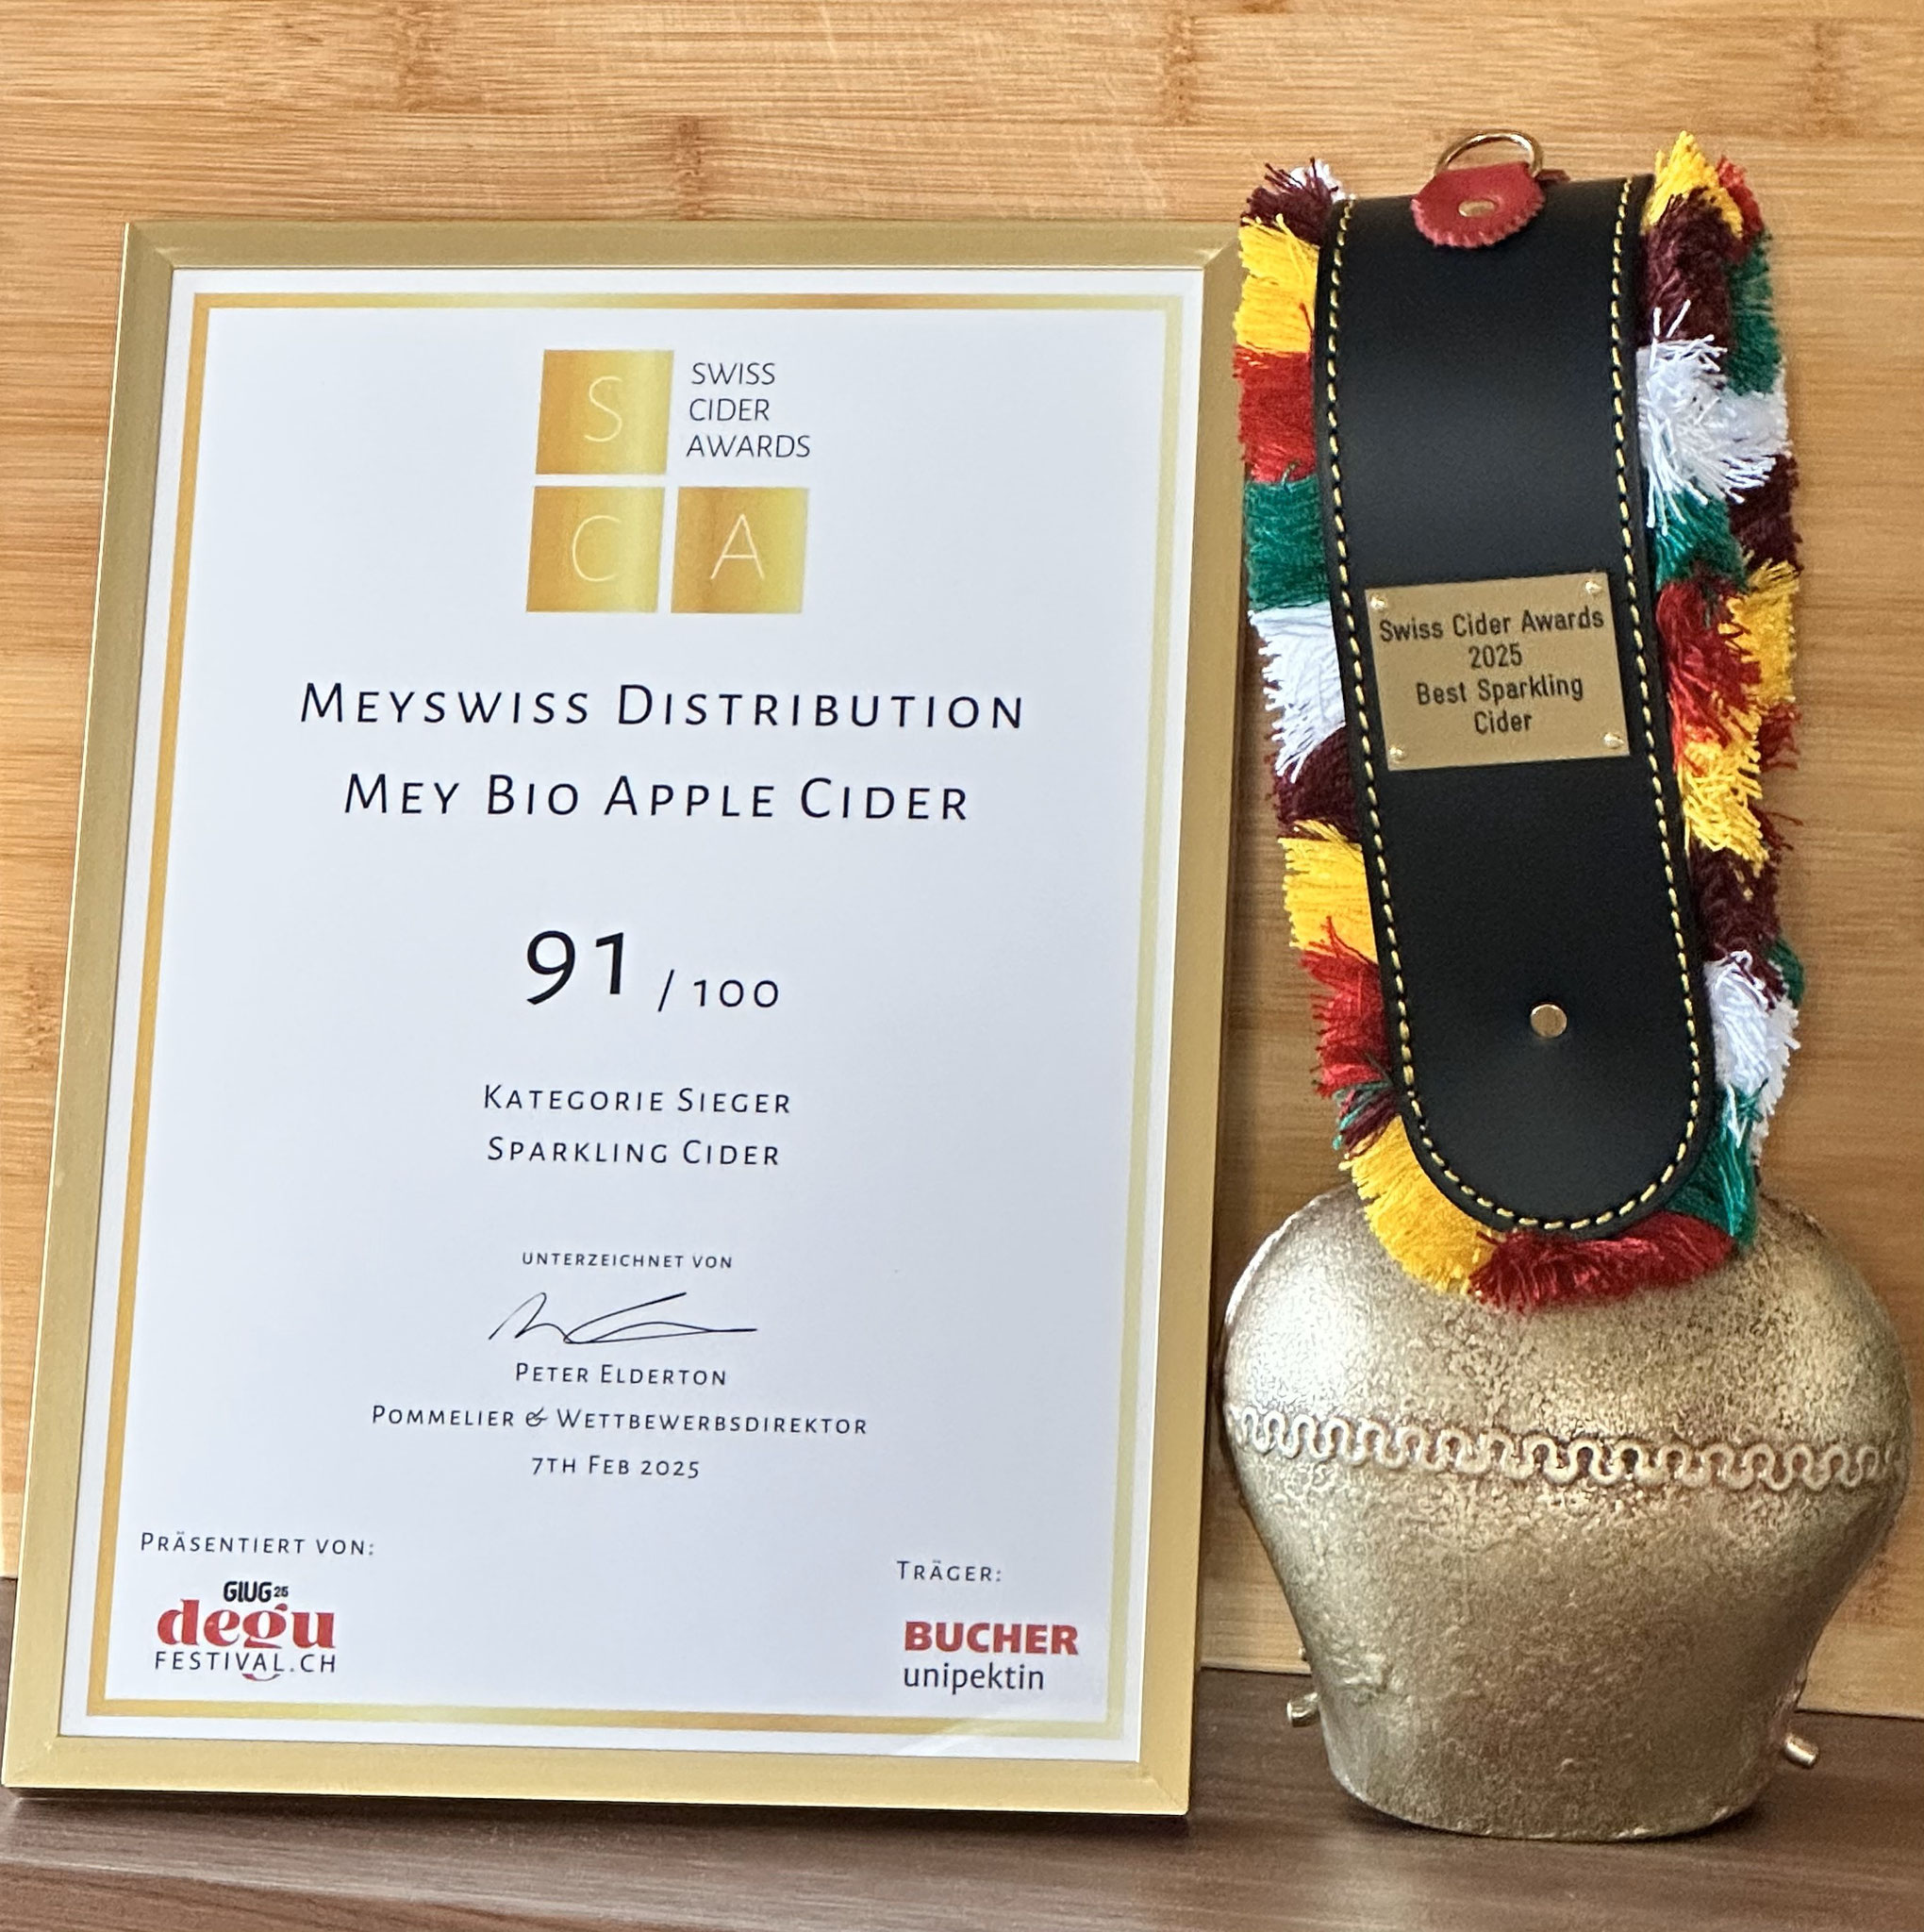 S
SWISS
CIDER
AWARDS
C A
MEYSWISS DISTRIBUTION
MEY BIO APPLE CIDER
91 / 100
KATEGORIE SIEGER
SPARKLING CIDER
UNTERZEICHNET VON
PETER ELDERTON
POMMELIER & WETTBEWERBSDIREKTOR
7TH FEB 2025
PRÄSENTIERT VON:
GLUG25
degu
FESTIVAL.CH
TRÄGER:
BUCHER
unipektin
Swiss Cider Awards
2025
Best Sparkling
Cider